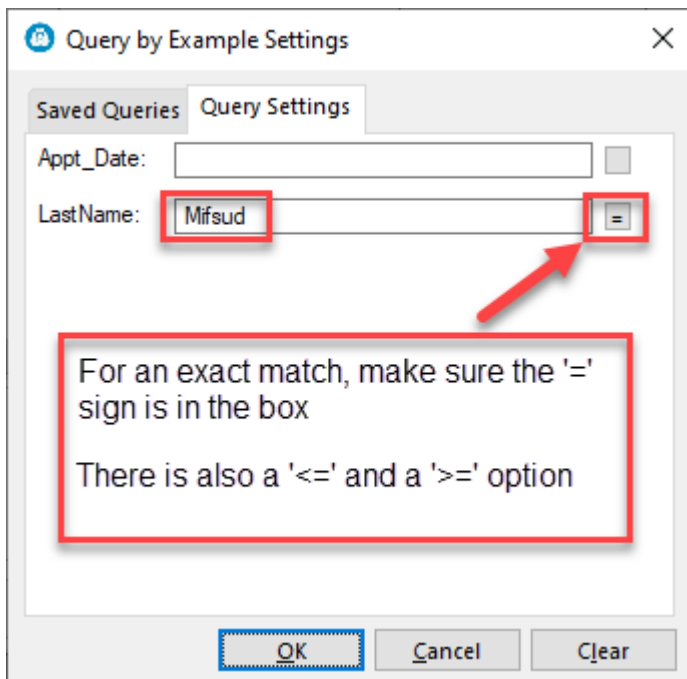 Query by Example Settings
Saved Queries Query Settings
Appt_Date:
LastName: Mifsud =
For an exact match, make sure the '='
sign is in the box
There is also a '<=' and a '>=' option
OK Cancel Clear